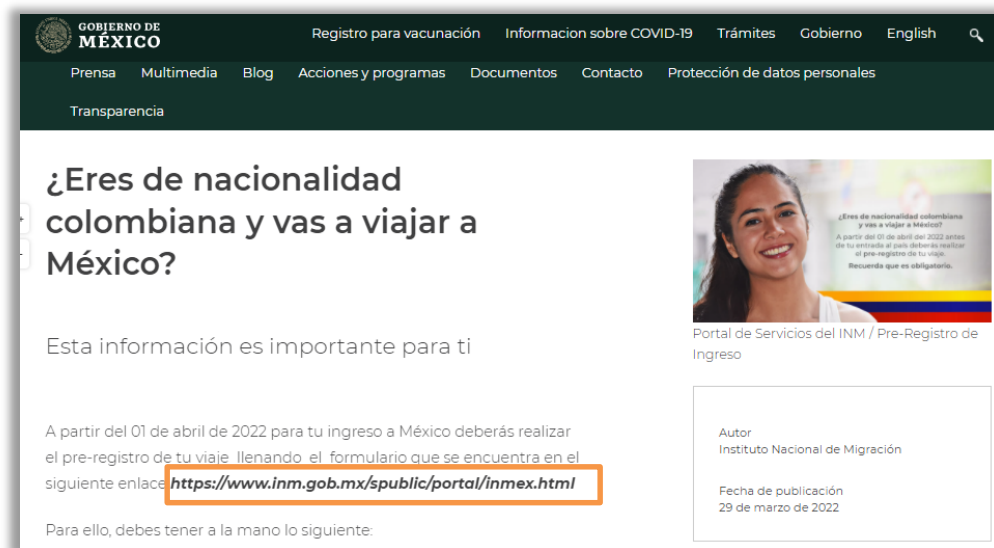 GOBIERNO DE
MÉXICO
Registro para vacunación Informacion sobre COVID-19 Trámites Gobierno English
Prensa Multimedia Blog Acciones y programas Documentos Contacto Protección de datos personales
Transparencia
¿Eres de nacionalidad
colombiana y vas a viajar a
México?
Esta información es importante para ti
A partir del 01 de abril de 2022 para tu ingreso a México deberás realizar
el pre-registro de tu viaje llenando el formulario que se encuentra en el
siguiente enlace https://www.inm.gob.mx/spublic/portal/inmex.html
Para ello, debes tener a la mano lo siguiente:
¿Eres de nacionalidad colombiana
y vas a viajar a México?
A partir del 01 de abril del 2022 antes
de tu entrada al país deberás realizar
el pre-registro de tu viaje.
Recuerda que es obligatorio.
Portal de Servicios del INM / Pre-Registro de
Ingreso
Autor
Instituto Nacional de Migración
Fecha de publicación
29 de marzo de 2022